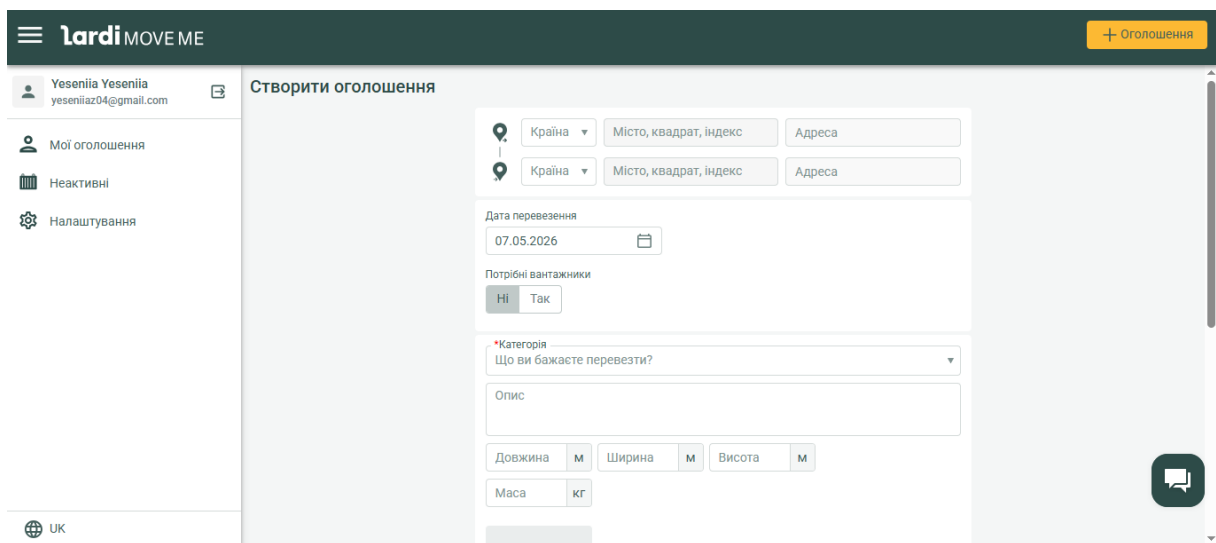 lardi MOVE ME
+ Оголошення
Yeseniia Yeseniia
yeseniiaz04@gmail.com
Мої оголошення
Неактивні
Налаштування
UK
Створити оголошення
Країна Місто, квадрат, індекс Адреса
Країна Місто, квадрат, індекс Адреса
Дата перевезення
07.05.2026
Потрібні вантажники
Ні Так
*Категорія
Що ви бажаєте перевезти?
Опис
Довжина м Ширина м Висота м
Маса кг